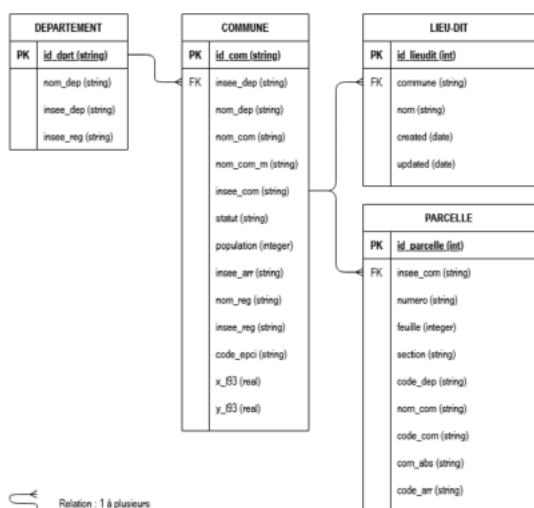 DEPARTEMENT
PK id_dprt (string)
nom_dep (string)
insee_dep (string)
insee_reg (string)
COMMUNE
PK id_com (string)
FK insee_dep (string)
nom_dep (string)
nom_com (string)
nom_com_m (string)
insee_com (string)
statut (string)
population (integer)
insee_arr (string)
nom_reg (string)
insee_reg (string)
code_epci (string)
x_l93 (real)
y_l93 (real)
LIEU-DIT
PK id_lieudit (int)
FK commune (string)
nom (string)
created (date)
updated (date)
PARCELLE
PK id_parcelle (int)
FK insee_com (string)
numero (string)
feuille (integer)
section (string)
code_dep (string)
nom_com (string)
code_com (string)
com_abs (string)
code_arr (string)
Relation : 1 à plusieurs